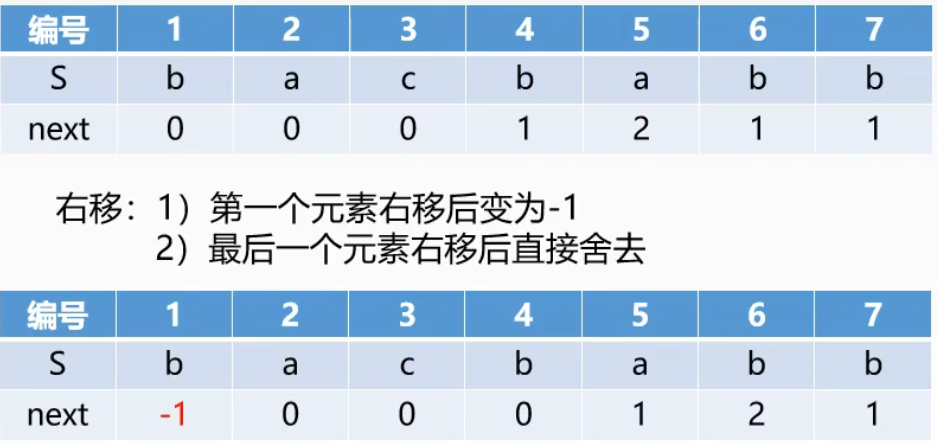 编号 1 2 3 4 5 6 7
S b a c b a b b
next 0 0 0 1 2 1 1
右移：1）第一个元素右移后变为-1
2）最后一个元素右移后直接舍去
编号 1 2 3 4 5 6 7
S b a c b a b b
next -1 0 0 0 1 2 1